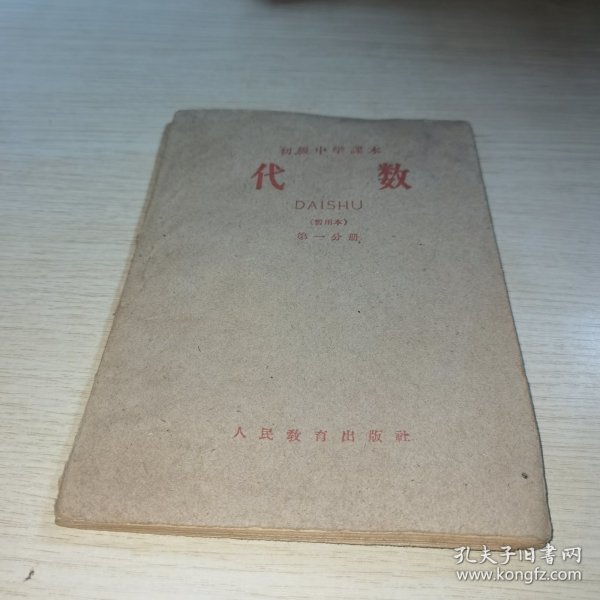 初級中学課本
代数
DAISHU
(暂用本)
第一分册
人民教育出版社
孔夫子旧书网
www.kongfz.com